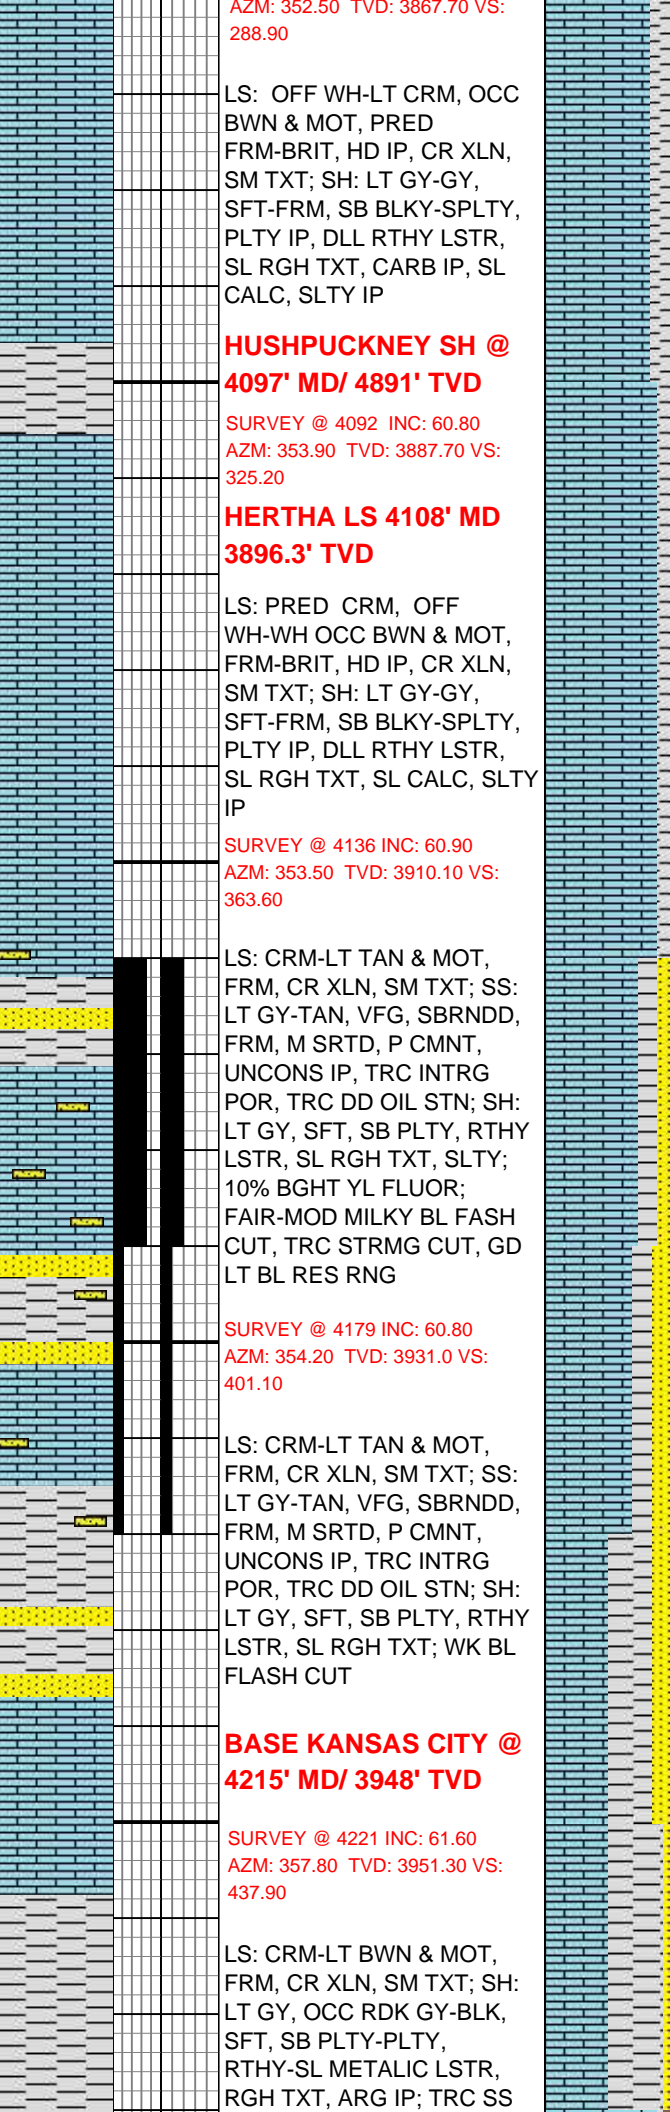 AZM: 352.50 TVD: 3867.70 VS:
288.90
LS: OFF WH-LT CRM, OCC
BWN & MOT, PRED
FRM-BRIT, HD IP, CR XLN,
SM TXT; SH: LT GY-GY,
SFT-FRM, SB BLKY-SPLTY,
PLTY IP, DLL RTHY LSTR,
SL RGH TXT, CARB IP, SL
CALC, SLTY IP
HUSHPUCKNEY SH @
4097' MD/ 4891' TVD
SURVEY @ 4092 INC: 60.80
AZM: 353.90 TVD: 3887.70 VS:
325.20
HERTHA LS 4108' MD
3896.3' TVD
LS: PRED CRM, OFF
WH-WH OCC BWN & MOT,
FRM-BRIT, HD IP, CR XLN,
SM TXT; SH: LT GY-GY,
SFT-FRM, SB BLKY-SPLTY,
PLTY IP, DLL RTHY LSTR,
SL RGH TXT, SL CALC, SLTY
IP
SURVEY @ 4136 INC: 60.90
AZM: 353.50 TVD: 3910.10 VS:
363.60
LS: CRM-LT TAN & MOT,
FRM, CR XLN, SM TXT; SS:
LT GY-TAN, VFG, SBRNDD,
FRM, M SRTD, P CMNT,
UNCONS IP, TRC INTRG
POR, TRC DD OIL STN; SH:
LT GY, SFT, SB PLTY, RTHY
LSTR, SL RGH TXT, SLTY;
10% BGHT YL FLUOR;
FAIR-MOD MILKY BL FASH
CUT, TRC STRMG CUT, GD
LT BL RES RNG
SURVEY @ 4179 INC: 60.80
AZM: 354.20 TVD: 3931.0 VS:
401.10
LS: CRM-LT TAN & MOT,
FRM, CR XLN, SM TXT; SS:
LT GY-TAN, VFG, SBRNDD,
FRM, M SRTD, P CMNT,
UNCONS IP, TRC INTRG
POR, TRC DD OIL STN; SH:
LT GY, SFT, SB PLTY, RTHY
LSTR, SL RGH TXT; WK BL
FLASH CUT
BASE KANSAS CITY @
4215' MD/ 3948' TVD
SURVEY @ 4221 INC: 61.60
AZM: 357.80 TVD: 3951.30 VS:
437.90
LS: CRM-LT BWN & MOT,
FRM, CR XLN, SM TXT; SH:
LT GY, OCC RDK GY-BLK,
SFT, SB PLTY-PLTY,
RTHY-SL METALIC LSTR,
RGH TXT, ARG IP; TRC SS